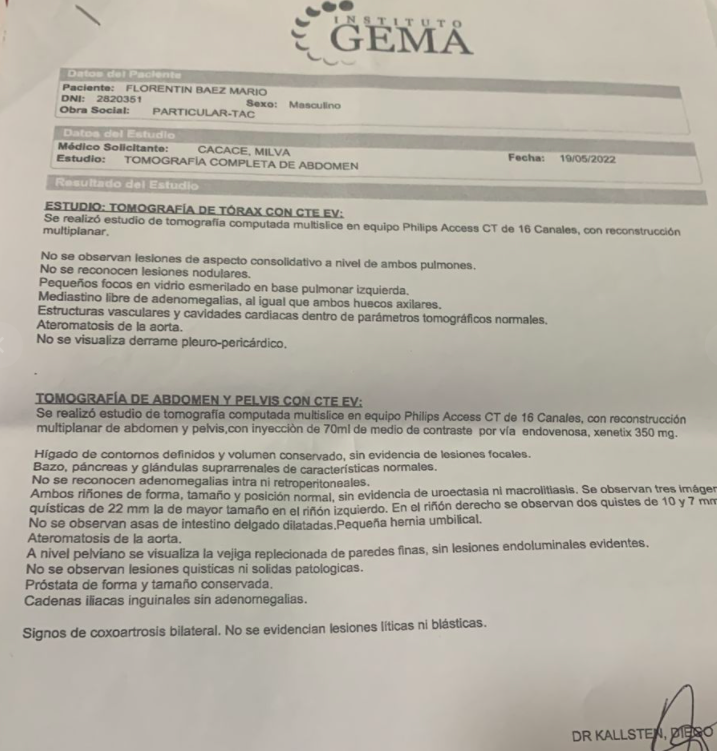 INSTITUTO
GEMA
Datos del Paciente
Paciente: FLORENTIN BAEZ MARIO
DNI: 2820351 Sexo: Masculino
Obra Social: PARTICULAR-TAC
Datos del Estudio
Médico Solicitante: CACACE, MILVA
Estudio: TOMOGRAFÍA COMPLETA DE ABDOMEN Fecha: 19/05/2022
Resultado del Estudio
ESTUDIO: TOMOGRAFÍA DE TÓRAX CON CTE EV:
Se realizó estudio de tomografía computada multislice en equipo Philips Access CT de 16 Canales, con reconstrucción
multiplanar.
No se observan lesiones de aspecto consolidativo a nivel de ambos pulmones.
No se reconocen lesiones nodulares.
Pequeños focos en vidrio esmerilado en base pulmonar izquierda.
Mediastino libre de adenomegalias, al igual que ambos huecos axilares.
Estructuras vasculares y cavidades cardiacas dentro de parámetros tomográficos normales.
Ateromatosis de la aorta.
No se visualiza derrame pleuro-pericárdico.
TOMOGRAFÍA DE ABDOMEN Y PELVIS CON CTE EV:
Se realizó estudio de tomografía computada multislice en equipo Philips Access CT de 16 Canales, con reconstrucción
multiplanar de abdomen y pelvis,con inyección de 70ml de medio de contraste por vía endovenosa, xenetix 350 mg.
Hígado de contornos definidos y volumen conservado, sin evidencia de lesiones focales.
Bazo, páncreas y glándulas suprarrenales de características normales.
No se reconocen adenomegalias intra ni retroperitoneales.
Ambos riñones de forma, tamaño y posición normal, sin evidencia de uroectasia ni macrolitiasis. Se observan tres imáger
quísticas de 22 mm la de mayor tamaño en el riñón izquierdo. En el riñón derecho se observan dos quistes de 10 y 7 mm
No se observan asas de intestino delgado dilatadas.Pequeña hernia umbilical.
Ateromatosis de la aorta.
A nivel pelviano se visualiza la vejiga replecionada de paredes finas, sin lesiones endoluminales evidentes.
No se observan lesiones quisticas ni solidas patologicas.
Próstata de forma y tamaño conservada.
Cadenas iliacas inguinales sin adenomegalias.
Signos de coxoartrosis bilateral. No se evidencian lesiones líticas ni blásticas.
DR KALLSTEN, DIEGO